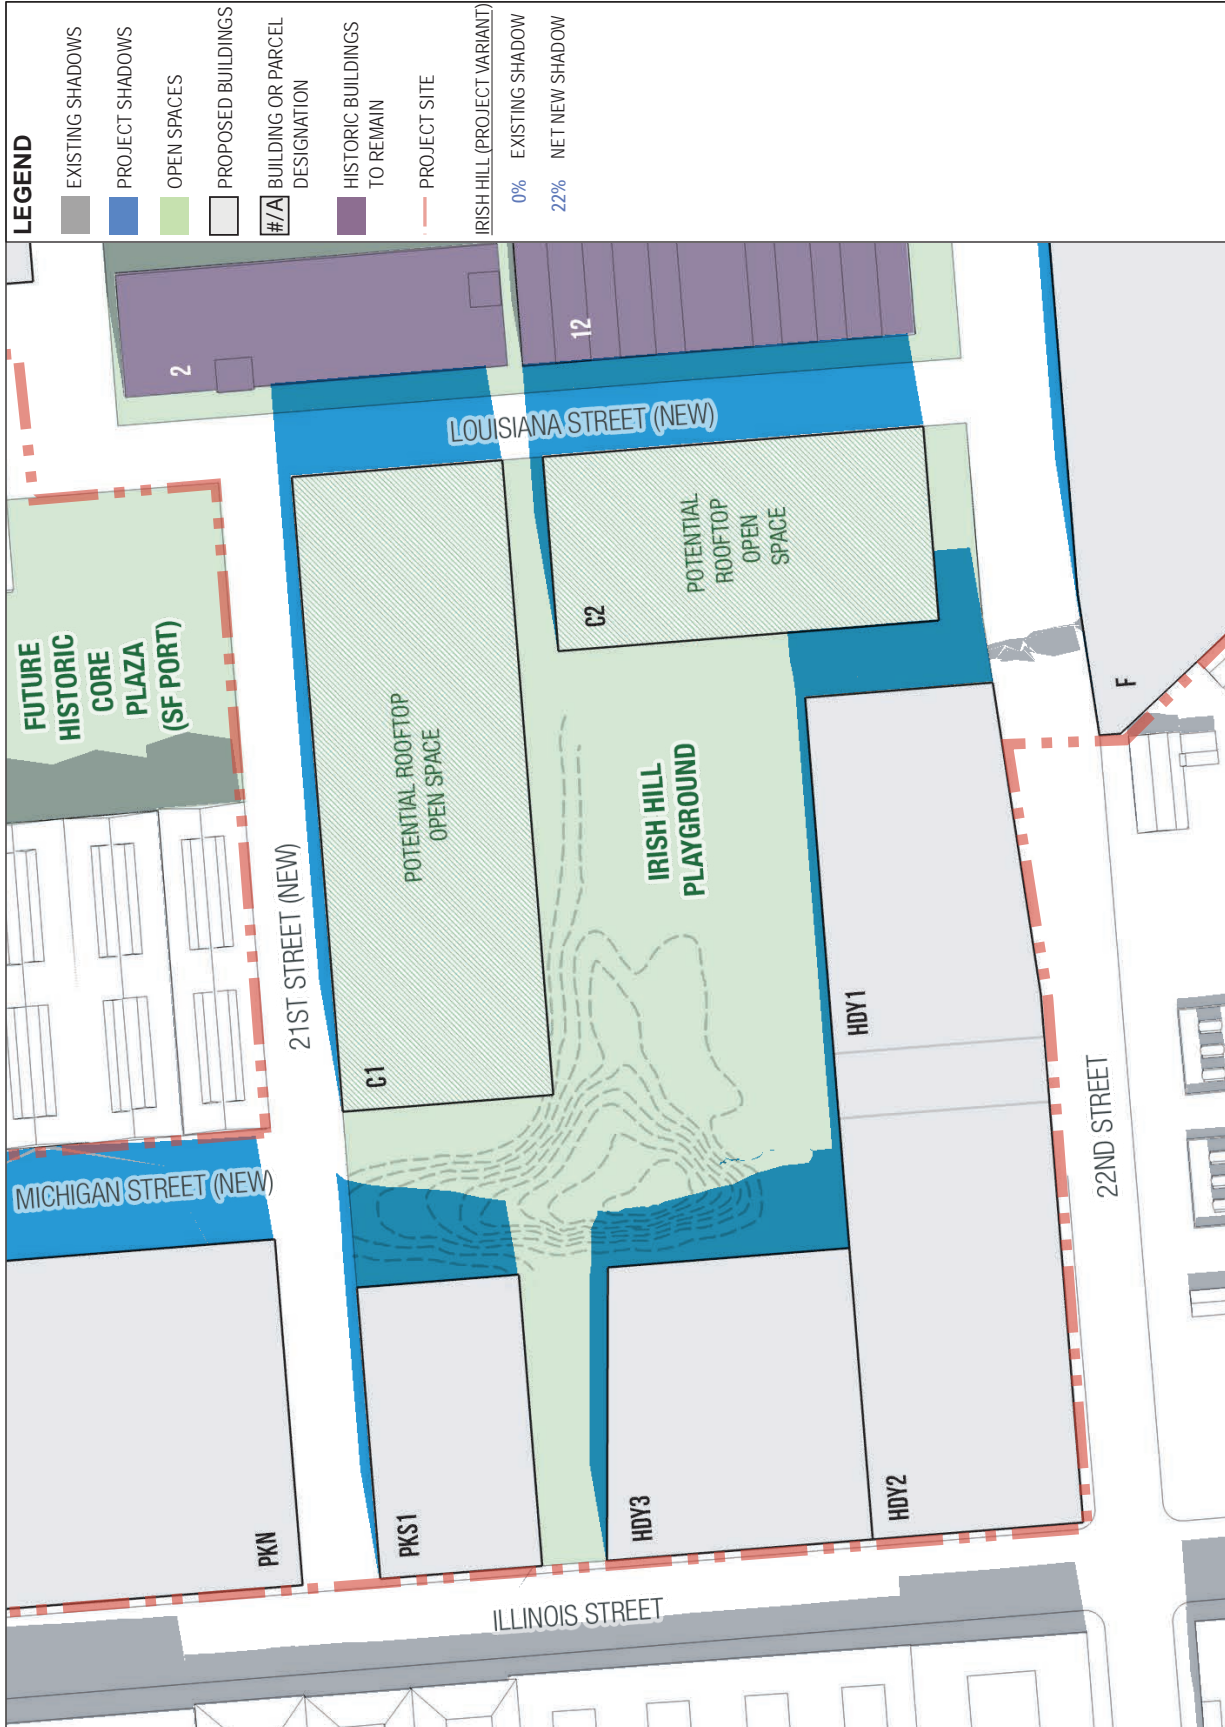 LEGEND
EXISTING SHADOWS
PROJECT SHADOWS
OPEN SPACES
PROPOSED BUILDINGS
#/A
BUILDING OR PARCEL
DESIGNATION
HISTORIC BUILDINGS
TO REMAIN
PROJECT SITE
IRISH HILL (PROJECT VARIANT)
0% EXISTING SHADOW
22% NET NEW SHADOW
FUTURE
HISTORIC
CORE
PLAZA
(SF PORT)
2
12
LOUISIANA STREET (NEW)
POTENTIAL ROOFTOP
OPEN SPACE
C1
POTENTIAL
ROOFTOP
OPEN
SPACE
C2
21ST STREET (NEW)
MICHIGAN STREET (NEW)
IRISH HILL
PLAYGROUND
F
HDY1
22ND STREET
PKN
PKS1
HDY3
HDY2
ILLINOIS STREET